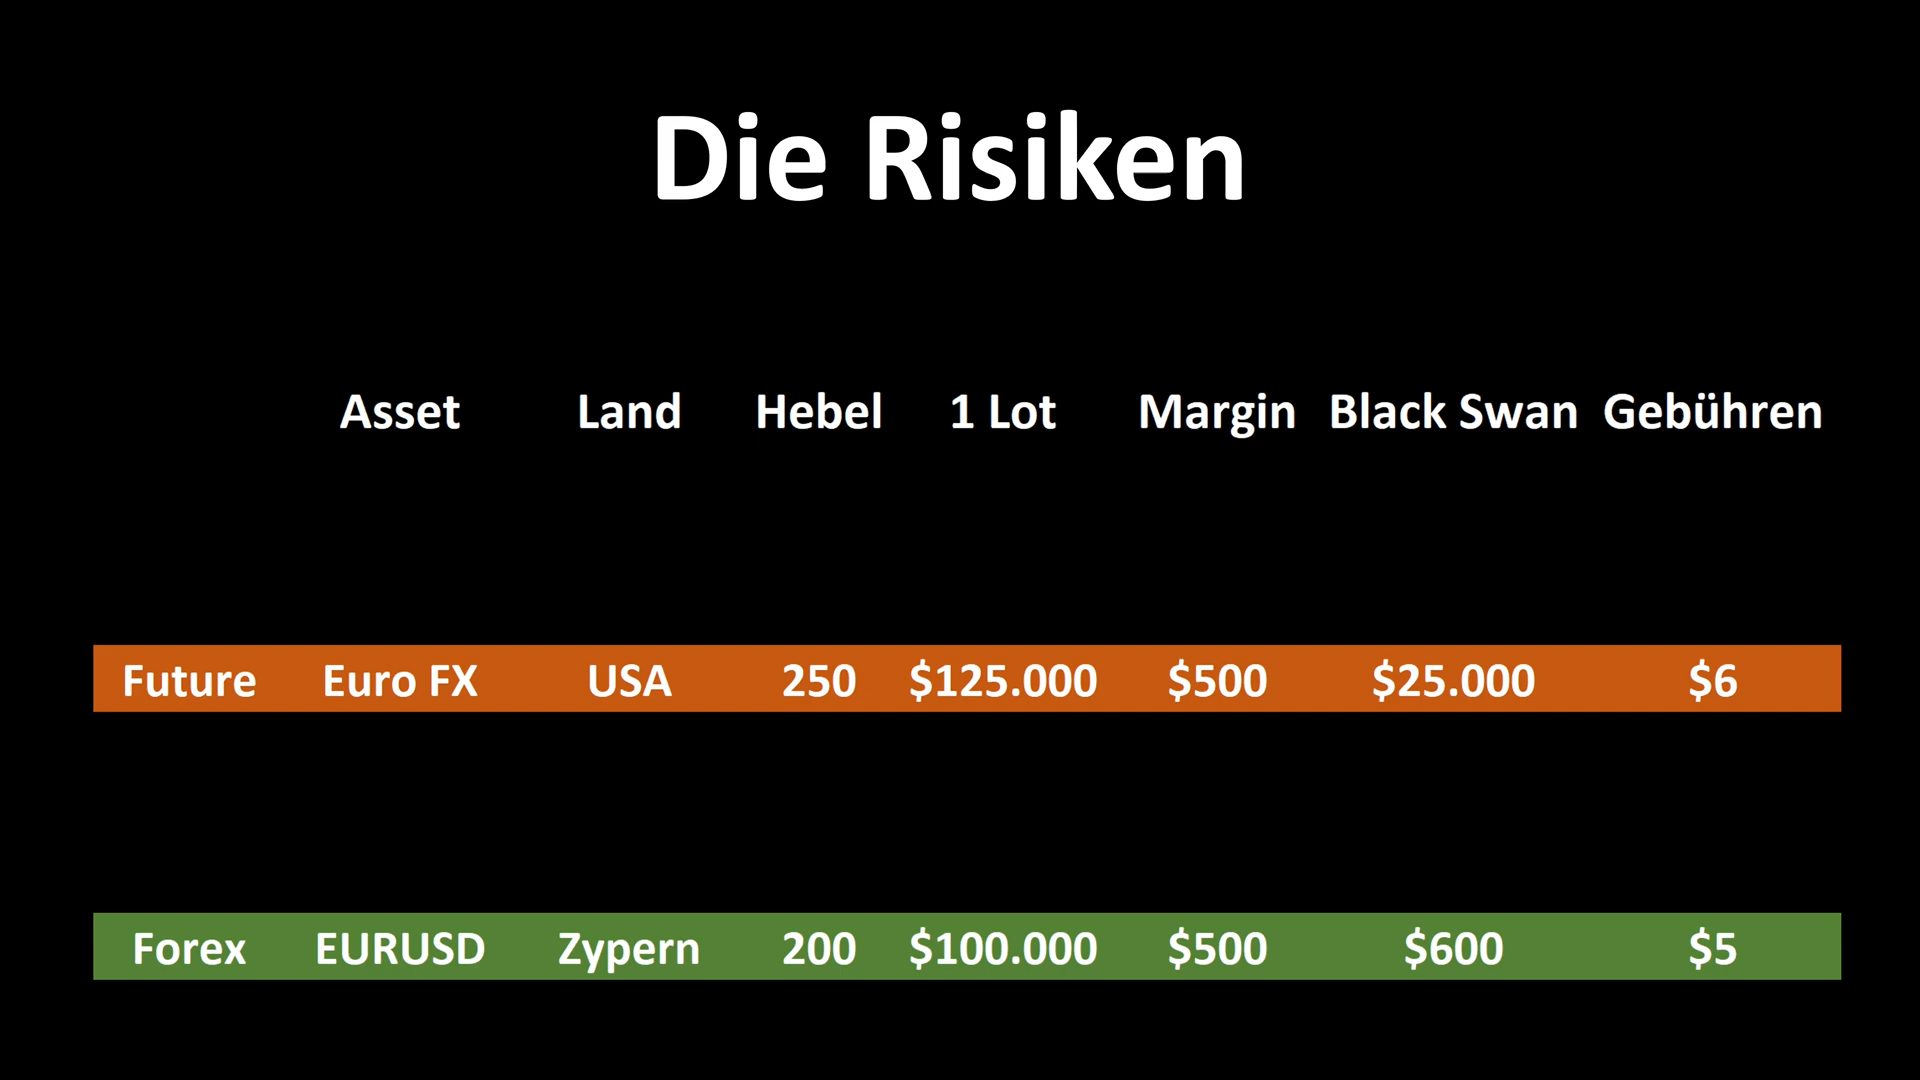 Die Risiken
Asset Land Hebel 1 Lot Margin Black Swan Gebühren
Future Euro FX USA 250 $125.000 $500 $25.000 $6
Forex EURUSD Zypern 200 $100.000 $500 $600 $5